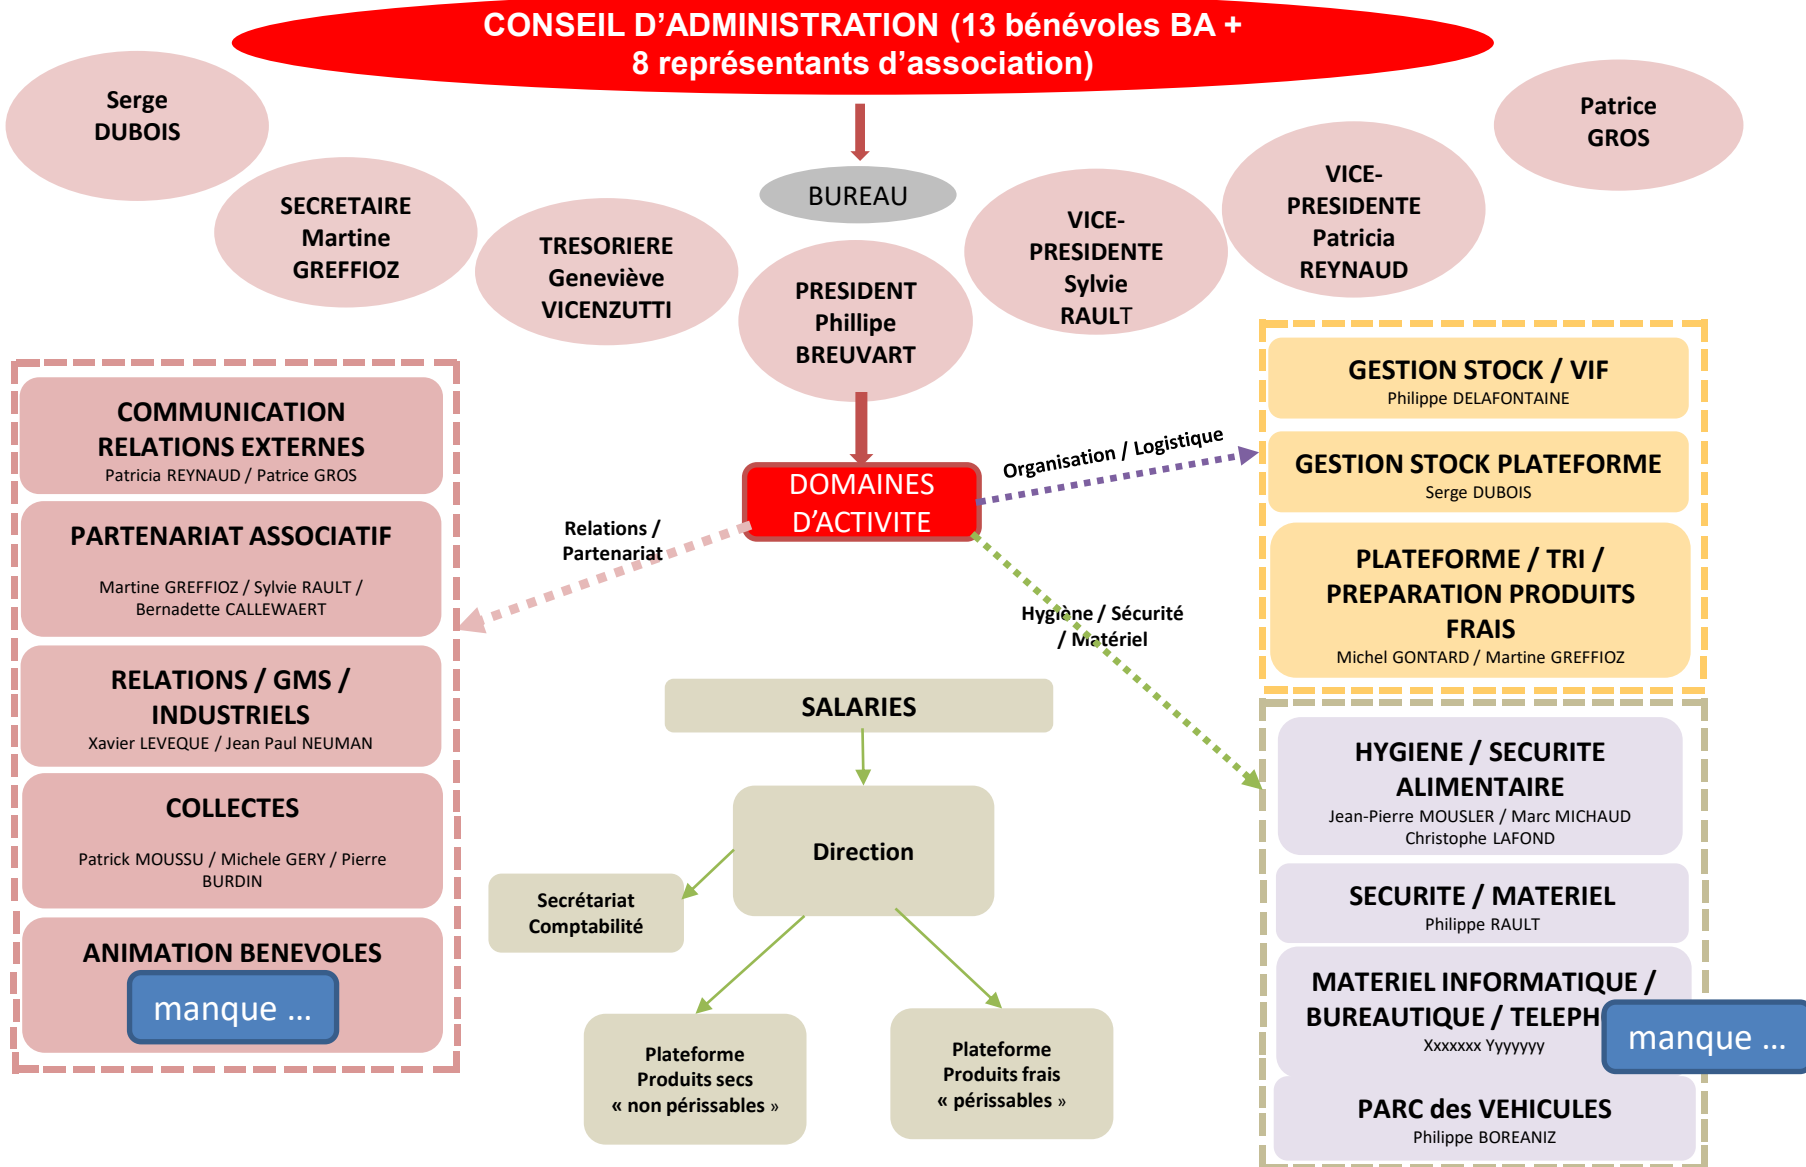 CONSEIL D’ADMINISTRATION (13 bénévoles BA +
8 représentants d’association)
Serge
DUBOIS
Patrice
GROS
BUREAU
SECRETAIRE
Martine
GREFFIOZ
TRESORIERE
Geneviève
VICENZUTTI
PRESIDENT
Phillipe
BREUVART
VICE-
PRESIDENTE
Sylvie
RAULT
VICE-
PRESIDENTE
Patricia
REYNAUD
DOMAINES
D’ACTIVITE
Relations /
Partenariat
Organisation / Logistique
Hygiène / Sécurité
/ Matériel
COMMUNICATION
RELATIONS EXTERNES
Patricia REYNAUD / Patrice GROS
PARTENARIAT ASSOCIATIF
Martine GREFFIOZ / Sylvie RAULT /
Bernadette CALLEWAERT
RELATIONS / GMS /
INDUSTRIELS
Xavier LEVEQUE / Jean Paul NEUMAN
COLLECTES
Patrick MOUSSU / Michele GERY / Pierre
BURDIN
ANIMATION BENEVOLES
manque ...
SALARIES
Direction
Secrétariat
Comptabilité
Plateforme
Produits secs
« non périssables »
Plateforme
Produits frais
« périssables »
GESTION STOCK / VIF
Philippe DELAFONTAINE
GESTION STOCK PLATEFORME
Serge DUBOIS
PLATEFORME / TRI /
PREPARATION PRODUITS
FRAIS
Michel GONTARD / Martine GREFFIOZ
HYGIENE / SECURITE
ALIMENTAIRE
Jean-Pierre MOUSLER / Marc MICHAUD
Christophe LAFOND
SECURITE / MATERIEL
Philippe RAULT
MATERIEL INFORMATIQUE /
BUREAUTIQUE / TELEPH
Xxxxxxx Yyyyyyy
manque ...
PARC des VEHICULES
Philippe BOREANIZ